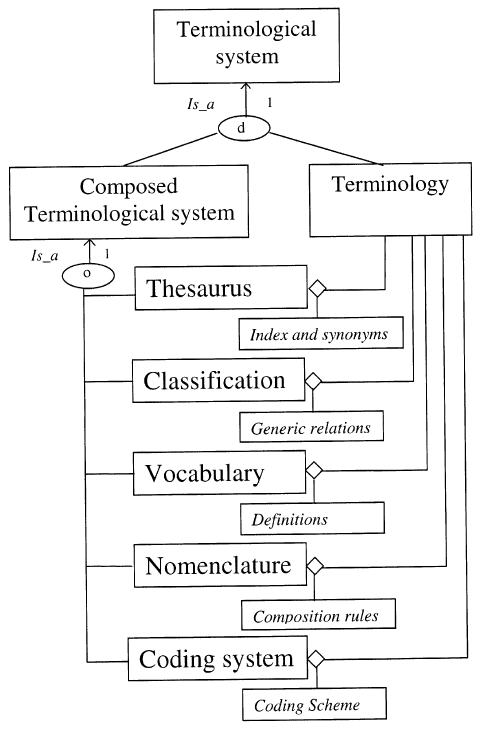 Terminological
system
Is_a
1
d
Composed
Terminological system
Terminology
Is_a
1
o
Thesaurus
Index and synonyms
Classification
Generic relations
Vocabulary
Definitions
Nomenclature
Composition rules
Coding system
Coding Scheme